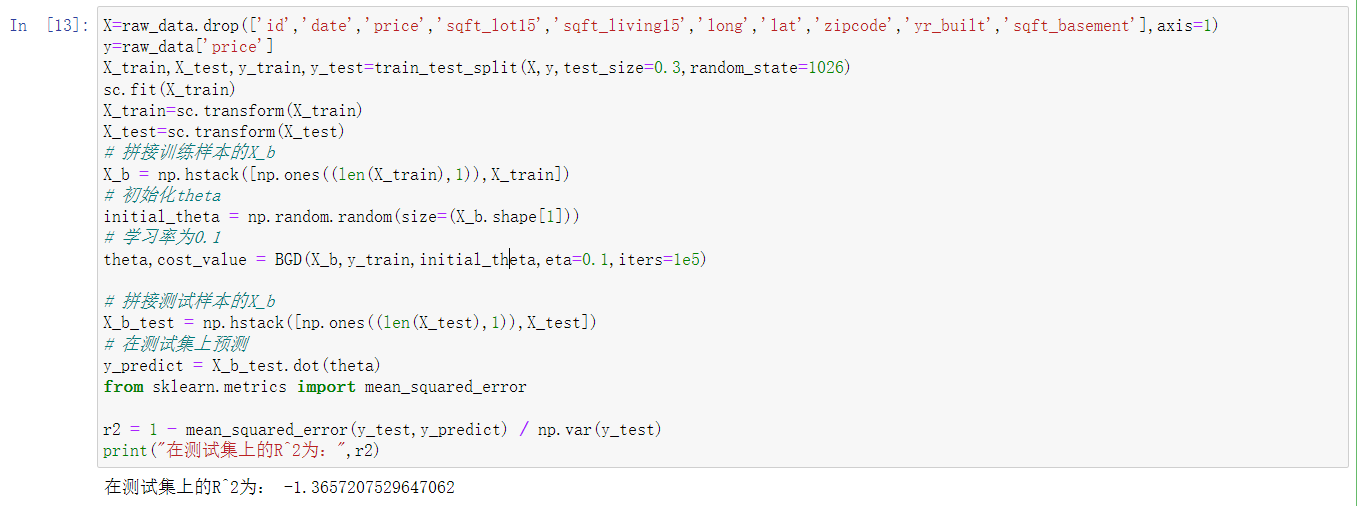 In [13]: X=raw_data.drop(['id','date','price','sqft_lot15','sqft_living15','long','lat','zipcode','yr_built','sqft_basement'],axis=1)
y=raw_data['price']
X_train,X_test,y_train,y_test=train_test_split(X,y,test_size=0.3,random_state=1026)
sc.fit(X_train)
X_train=sc.transform(X_train)
X_test=sc.transform(X_test)
# 拼接训练样本的X_b
X_b = np.hstack([np.ones((len(X_train),1)),X_train])
# 初始化theta
initial_theta = np.random.random(size=(X_b.shape[1]))
# 学习率为0.1
theta,cost_value = BGD(X_b,y_train,initial_theta,eta=0.1,iters=1e5)
# 拼接测试样本的X_b
X_b_test = np.hstack([np.ones((len(X_test),1)),X_test])
# 在测试集上预测
y_predict = X_b_test.dot(theta)
from sklearn.metrics import mean_squared_error
r2 = 1 - mean_squared_error(y_test,y_predict) / np.var(y_test)
print("在测试集上的R^2为：",r2)
在测试集上的R^2为： -1.3657207529647062